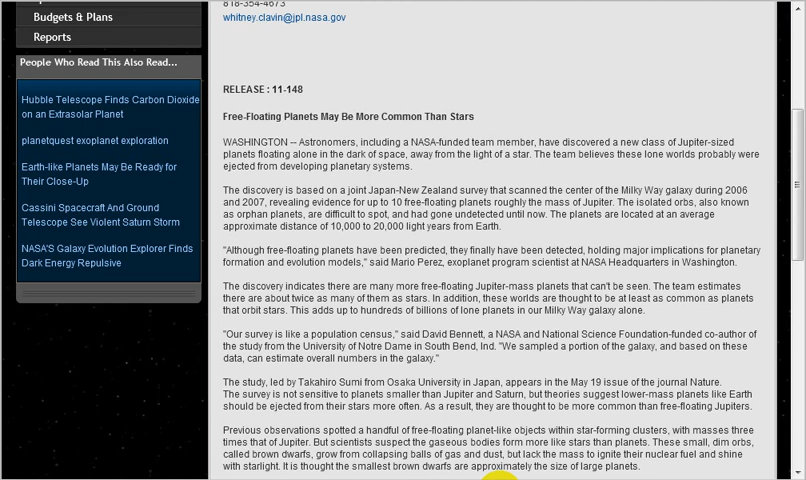 Budgets & Plans
Reports
People Who Read This Also Read...
Hubble Telescope Finds Carbon Dioxide
on an Extrasolar Planet
planetquest exoplanet exploration
Earth-like Planets May Be Ready for
Their Close-Up
Cassini Spacecraft And Ground
Telescope See Violent Saturn Storm
NASA'S Galaxy Evolution Explorer Finds
Dark Energy Repulsive
818-354-4673
whitney.clavin@jpl.nasa.gov
RELEASE : 11-148
Free-Floating Planets May Be More Common Than Stars
WASHINGTON -- Astronomers, including a NASA-funded team member, have discovered a new class of Jupiter-sized
planets floating alone in the dark of space, away from the light of a star. The team believes these lone worlds probably were
ejected from developing planetary systems.
The discovery is based on a joint Japan-New Zealand survey that scanned the center of the Milky Way galaxy during 2006
and 2007, revealing evidence for up to 10 free-floating planets roughly the mass of Jupiter. The isolated orbs, also known
as orphan planets, are difficult to spot, and had gone undetected until now. The planets are located at an average
approximate distance of 10,000 to 20,000 light years from Earth.
"Although free-floating planets have been predicted, they finally have been detected, holding major implications for planetary
formation and evolution models," said Mario Perez, exoplanet program scientist at NASA Headquarters in Washington.
The discovery indicates there are many more free-floating Jupiter-mass planets that can't be seen. The team estimates
there are about twice as many of them as stars. In addition, these worlds are thought to be at least as common as planets
that orbit stars. This adds up to hundreds of billions of lone planets in our Milky Way galaxy alone.
"Our survey is like a population census," said David Bennett, a NASA and National Science Foundation-funded co-author of
the study from the University of Notre Dame in South Bend, Ind. "We sampled a portion of the galaxy, and based on these
data, can estimate overall numbers in the galaxy."
The study, led by Takahiro Sumi from Osaka University in Japan, appears in the May 19 issue of the journal Nature.
The survey is not sensitive to planets smaller than Jupiter and Saturn, but theories suggest lower-mass planets like Earth
should be ejected from their stars more often. As a result, they are thought to be more common than free-floating Jupiters.
Previous observations spotted a handful of free-floating planet-like objects within star-forming clusters, with masses three
times that of Jupiter. But scientists suspect the gaseous bodies form more like stars than planets. These small, dim orbs,
called brown dwarfs, grow from collapsing balls of gas and dust, but lack the mass to ignite their nuclear fuel and shine
with starlight. It is thought the smallest brown dwarfs are approximately the size of large planets.